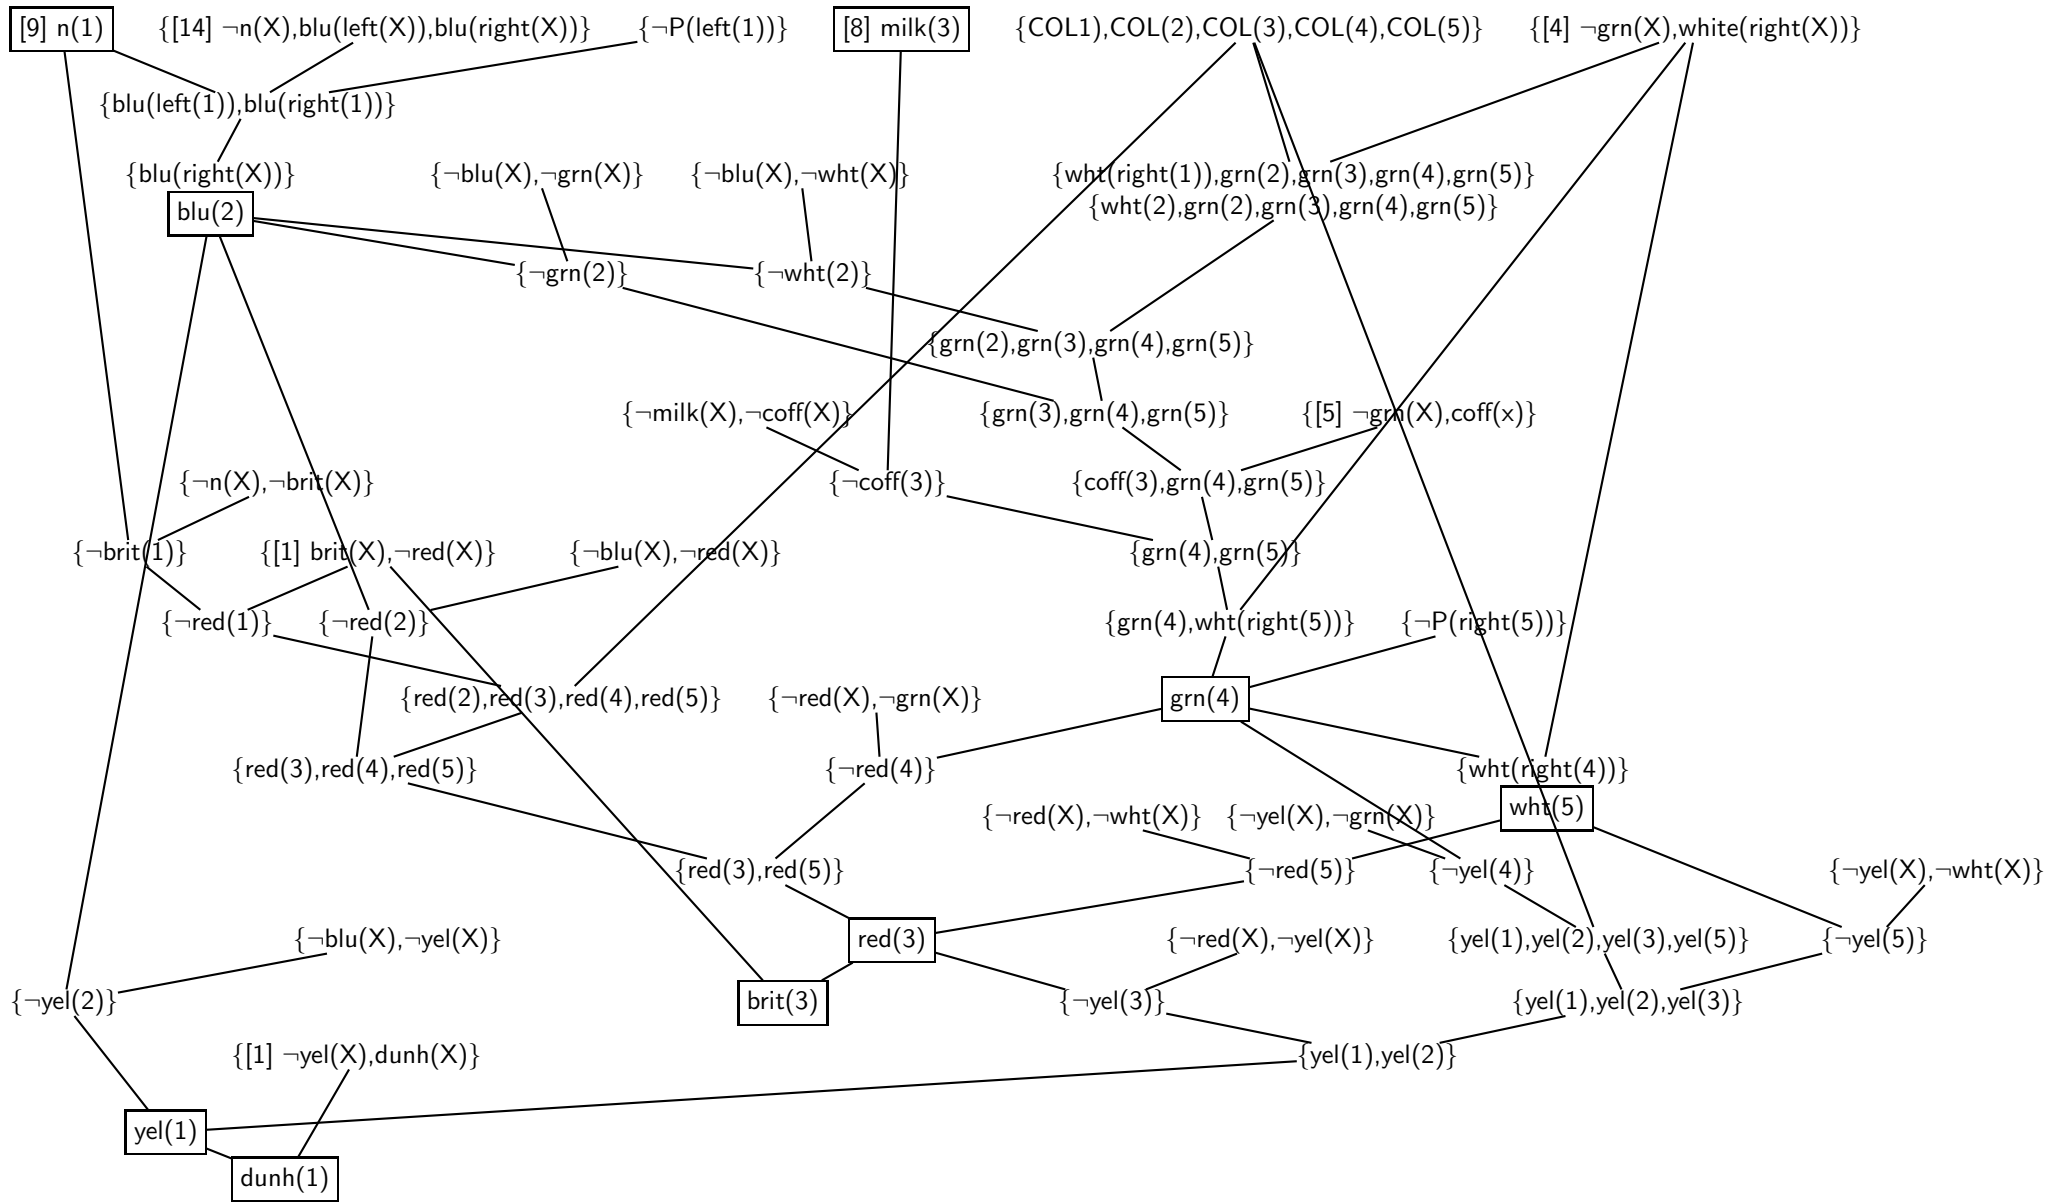 [9] n(1)
{[14] ¬n(X),blu(left(X)),blu(right(X))}
{¬P(left(1))}
[8] milk(3)
{COL1),COL(2),COL(3),COL(4),COL(5)}
{[4] ¬grn(X),white(right(X))}
{blu(left(1)),blu(right(1))}
{blu(right(X))}
{¬blu(X),¬grn(X)}
{¬blu(X),¬wht(X)}
{wht(right(1)),grn(2),grn(3),grn(4),grn(5)}
blu(2)
{wht(2),grn(2),grn(3),grn(4),grn(5)}
{¬grn(2)}
{¬wht(2)}
{grn(2),grn(3),grn(4),grn(5)}
{¬milk(X),¬coff(X)}
{grn(3),grn(4),grn(5)}
{[5] ¬grn(X),coff(x)}
{¬n(X),¬brit(X)}
{¬coff(3)}
{coff(3),grn(4),grn(5)}
{¬brit(1)}
{[1] brit(X),¬red(X)}
{¬blu(X),¬red(X)}
{grn(4),grn(5)}
{¬red(1)}
{¬red(2)}
{grn(4),wht(right(5))}
{¬P(right(5))}
{red(2),red(3),red(4),red(5)}
{¬red(X),¬grn(X)}
grn(4)
{red(3),red(4),red(5)}
{¬red(4)}
{wht(right(4))}
{¬red(X),¬wht(X)}
{¬yel(X),¬grn(X)}
wht(5)
{red(3),red(5)}
{¬red(5)}
{¬yel(4)}
{¬yel(X),¬wht(X)}
{¬blu(X),¬yel(X)}
red(3)
{¬red(X),¬yel(X)}
{yel(1),yel(2),yel(3),yel(5)}
{¬yel(5)}
{¬yel(2)}
brit(3)
{¬yel(3)}
{yel(1),yel(2),yel(3)}
{[1] ¬yel(X),dunh(X)}
{yel(1),yel(2)}
yel(1)
dunh(1)